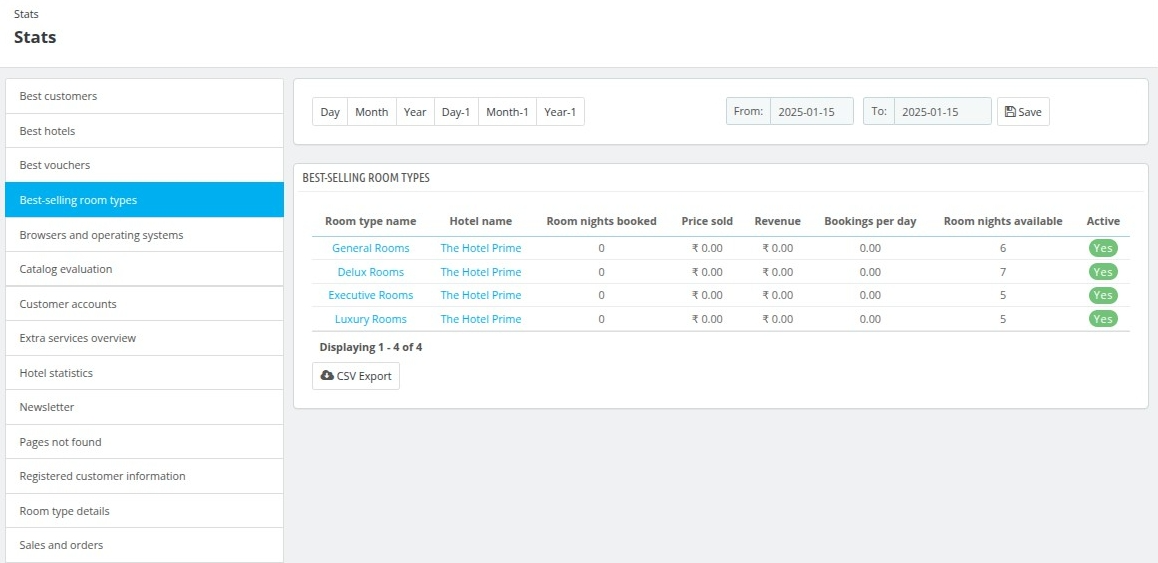 Stats
Stats
Best customers
Best hotels
Best vouchers
Best-selling room types
Browsers and operating systems
Catalog evaluation
Customer accounts
Extra services overview
Hotel statistics
Newsletter
Pages not found
Registered customer information
Room type details
Sales and orders
Day Month Year Day-1 Month-1 Year-1 From: 2025-01-15 To: 2025-01-15 Save
BEST-SELLING ROOM TYPES
Room type name Hotel name Room nights booked Price sold Revenue Bookings per day Room nights available Active
General Rooms The Hotel Prime 0 ₹ 0.00 ₹ 0.00 0.00 6 Yes
Delux Rooms The Hotel Prime 0 ₹ 0.00 ₹ 0.00 0.00 7 Yes
Executive Rooms The Hotel Prime 0 ₹ 0.00 ₹ 0.00 0.00 5 Yes
Luxury Rooms The Hotel Prime 0 ₹ 0.00 ₹ 0.00 0.00 5 Yes
Displaying 1 - 4 of 4
CSV Export